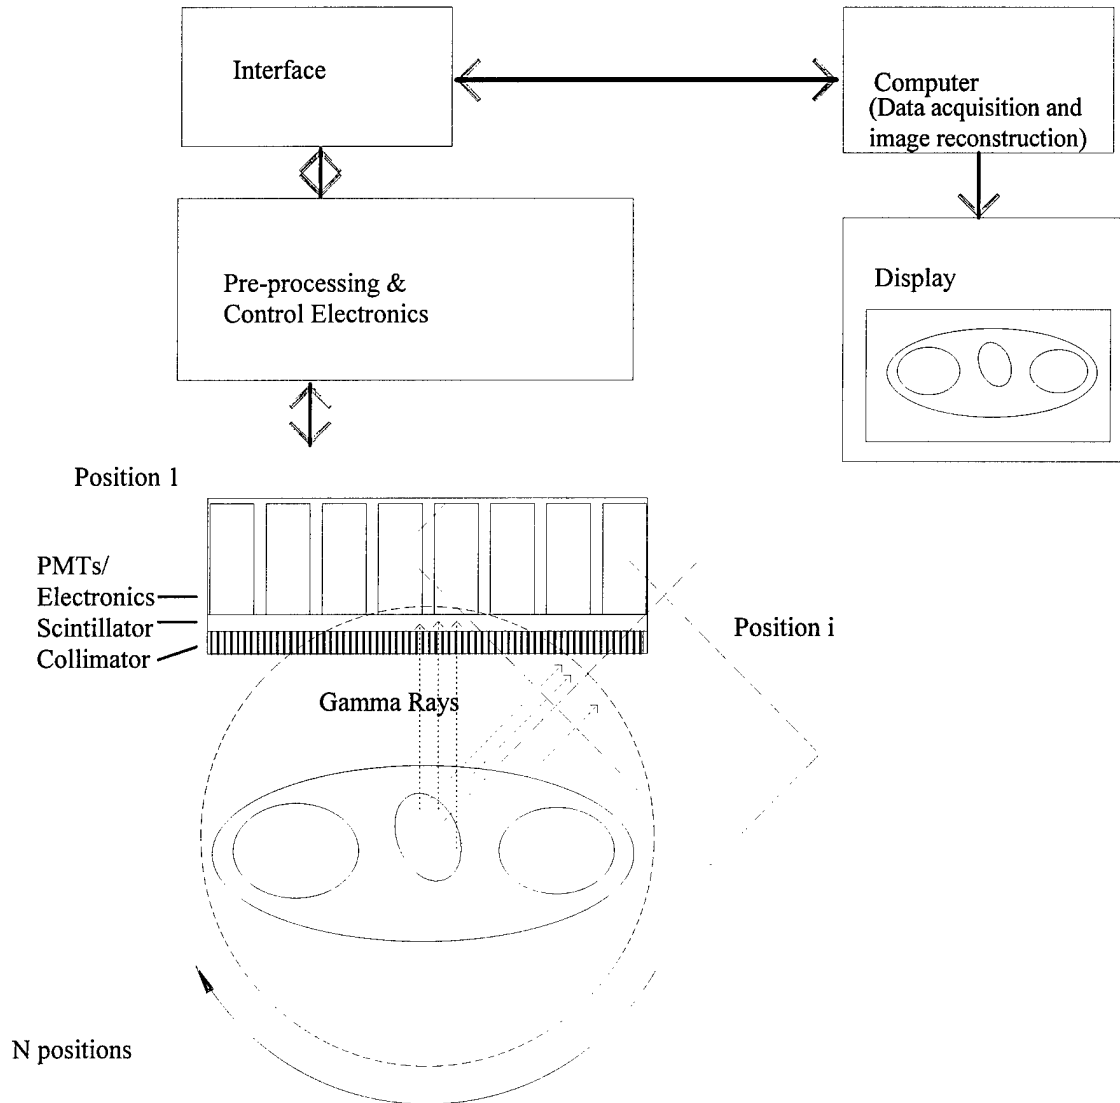 Interface
Computer
(Data acquisition and
image reconstruction)
Pre-processing &
Control Electronics
Display
Position 1
PMTs/
Electronics
Scintillator
Collimator
Position i
Gamma Rays
N positions